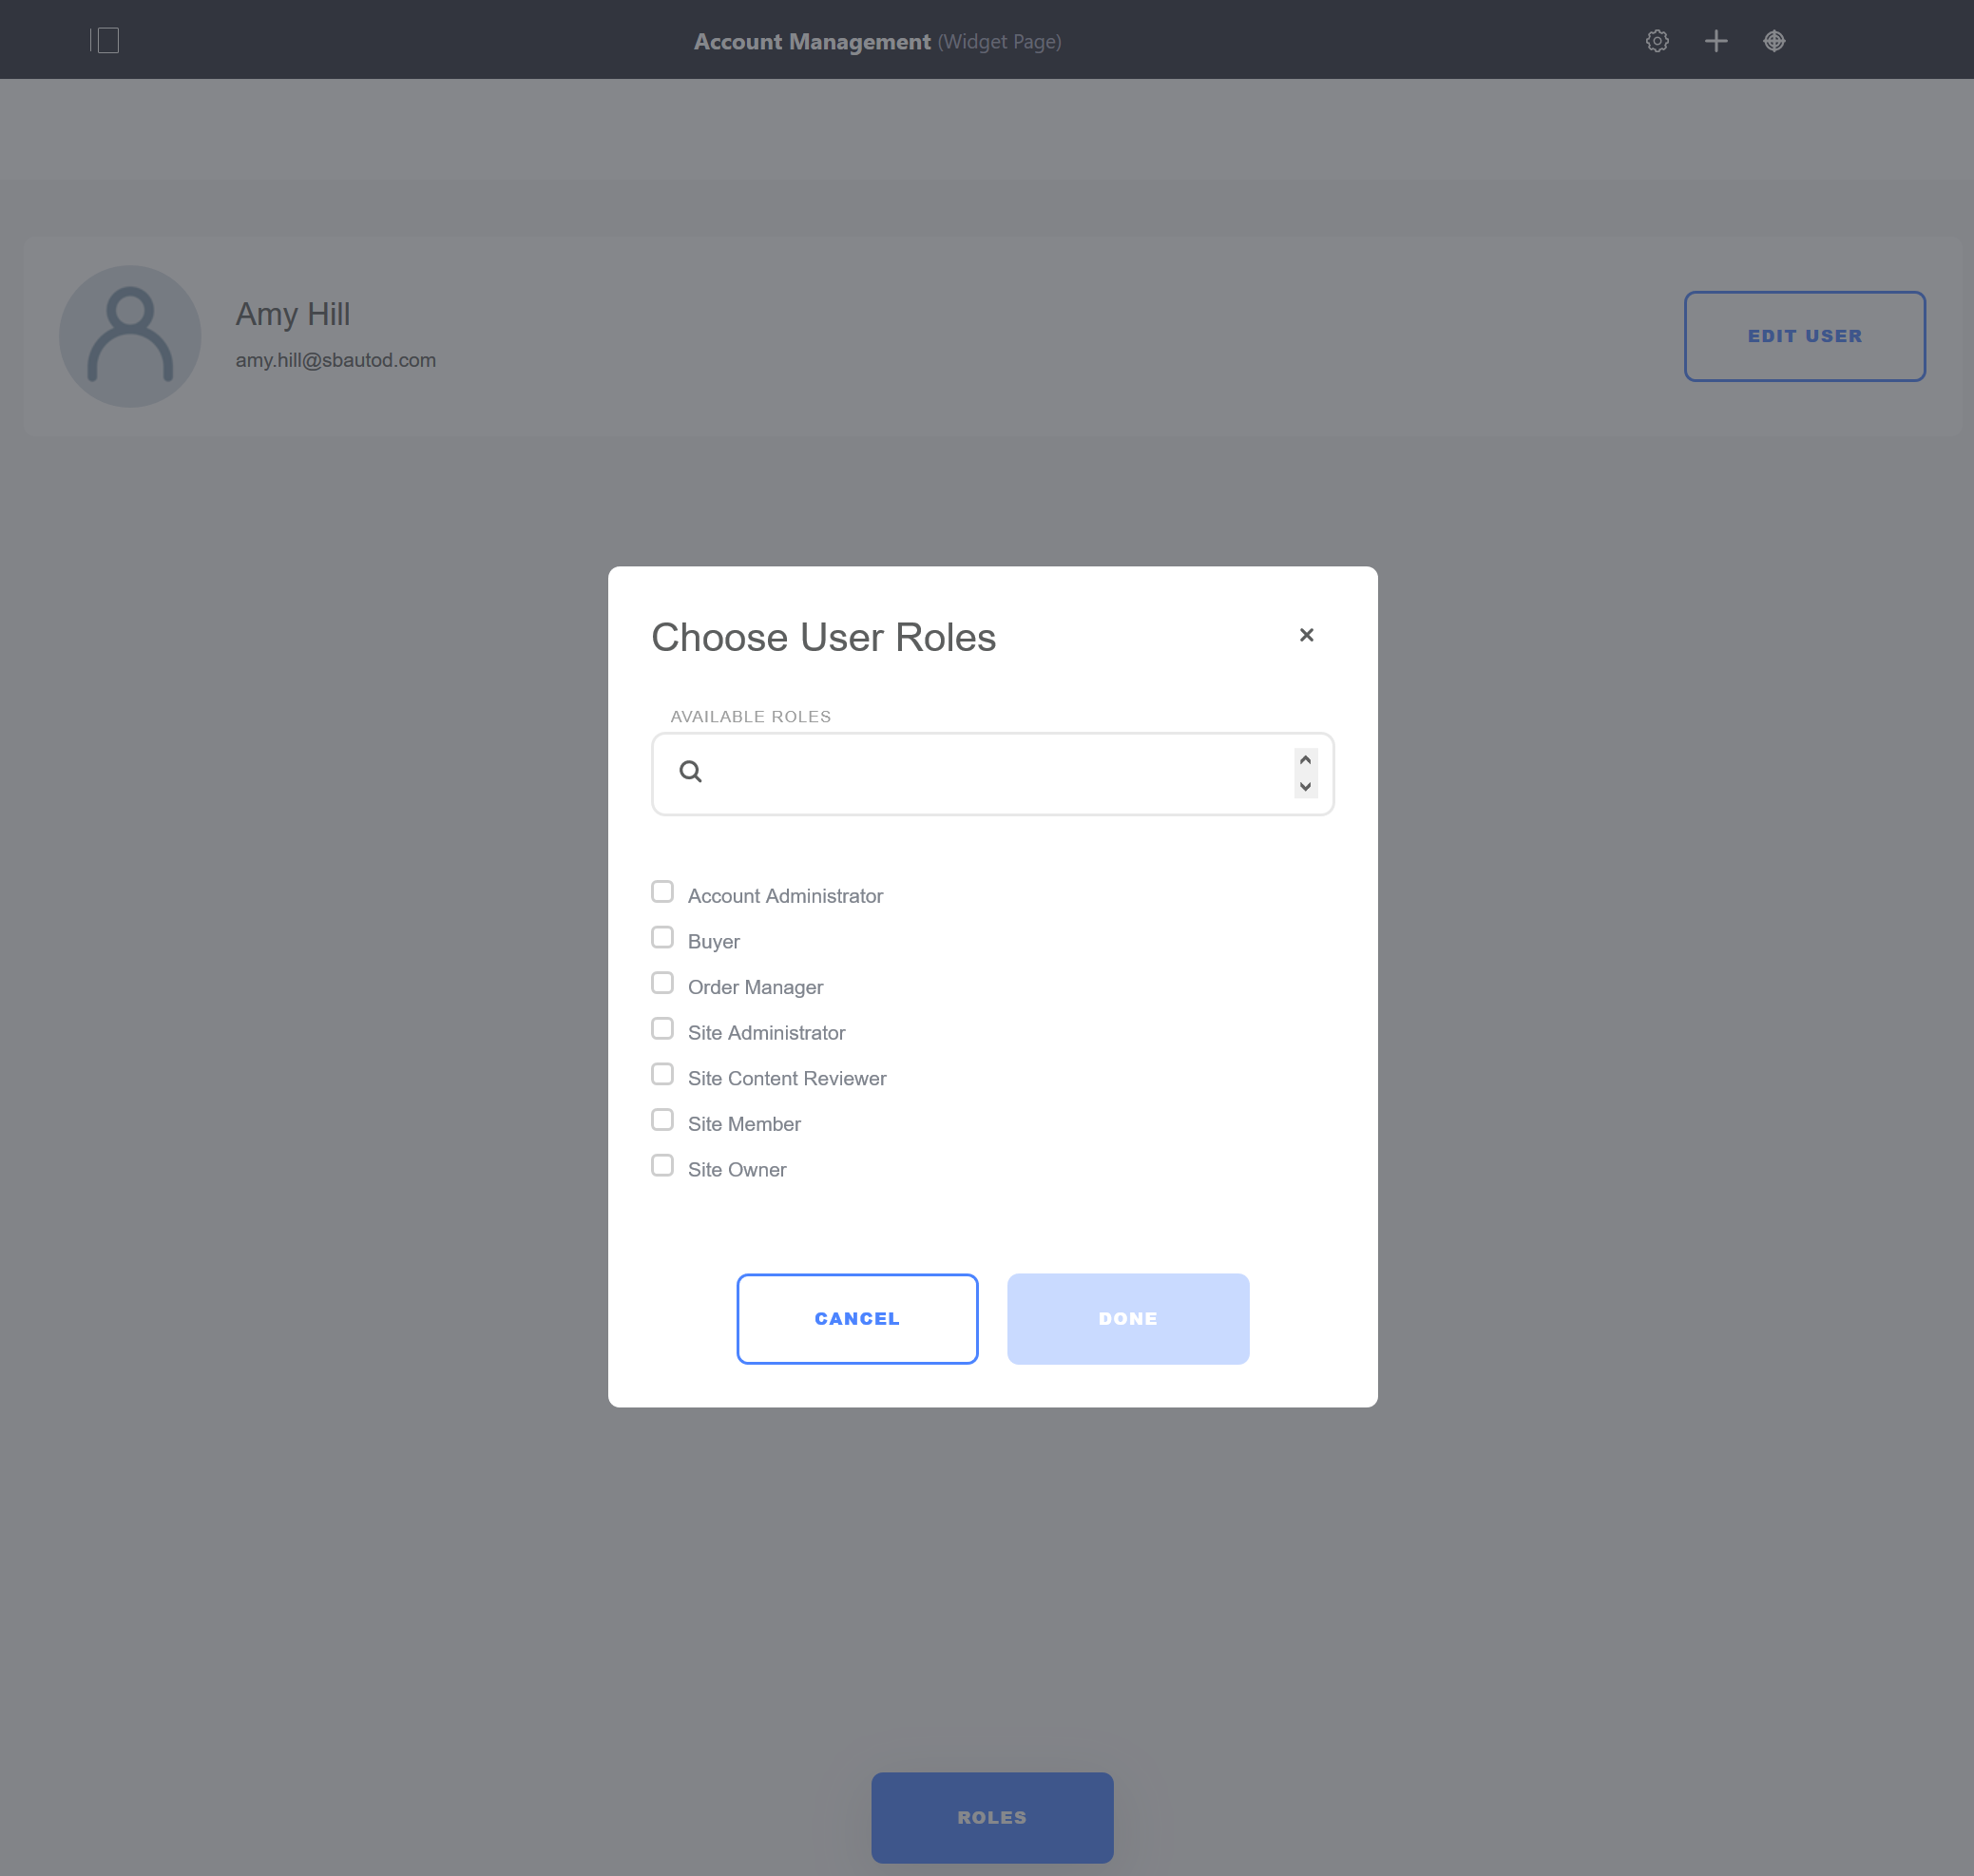 Account Management (Widget Page)
Amy Hill
amy.hill@sbautod.com
EDIT USER
Choose User Roles
AVAILABLE ROLES
Account Administrator
Buyer
Order Manager
Site Administrator
Site Content Reviewer
Site Member
Site Owner
CANCEL
DONE
ROLES